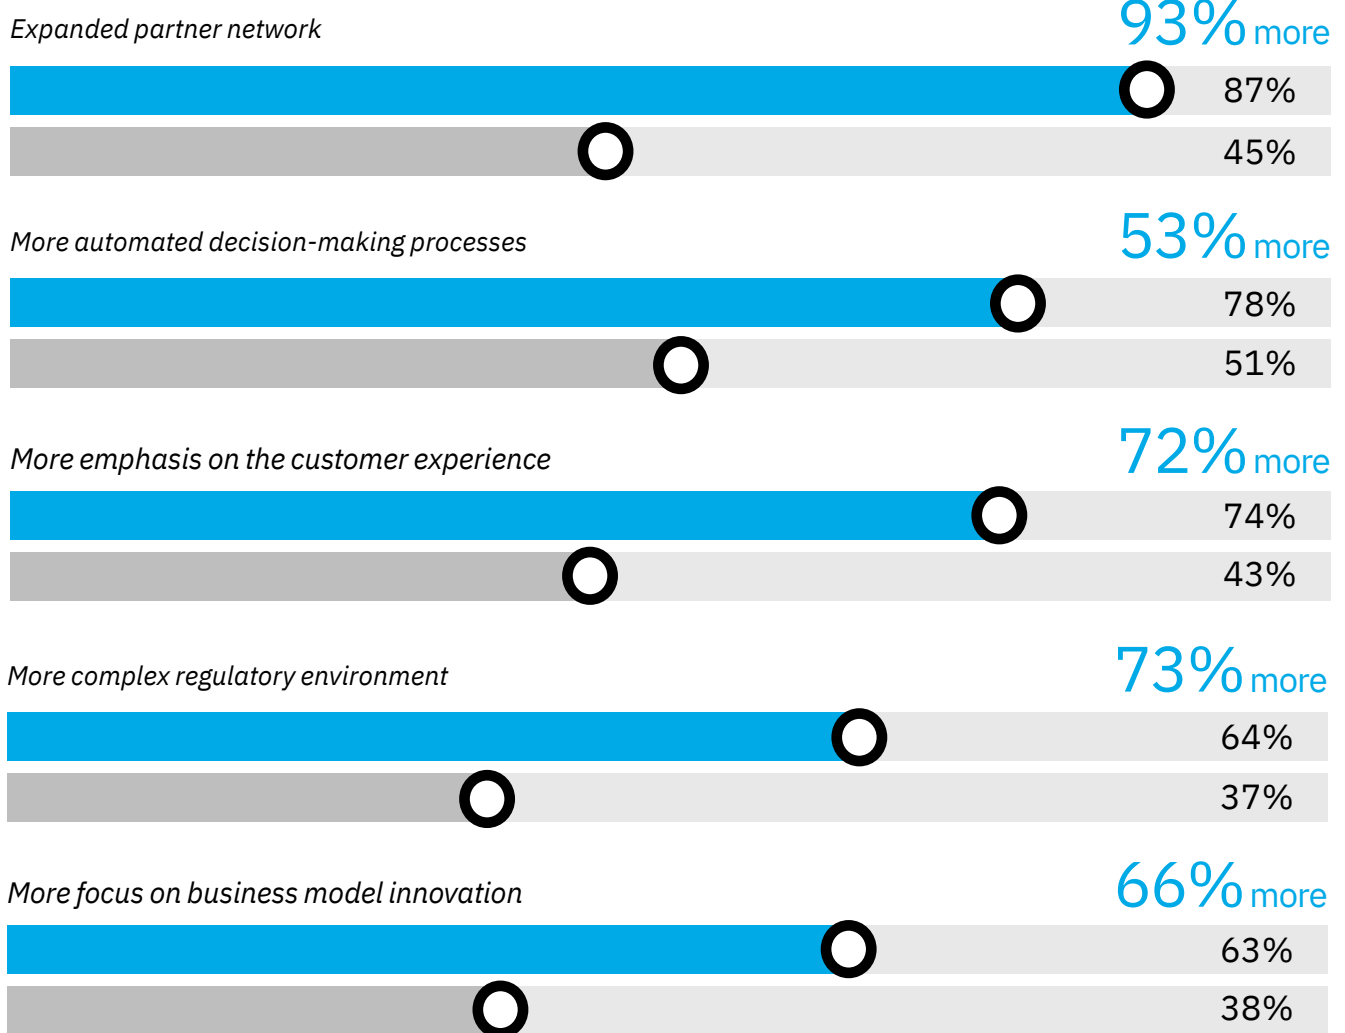 Expanded partner network
93% more
87%
45%
More automated decision-making processes
53% more
78%
51%
More emphasis on the customer experience
72% more
74%
43%
More complex regulatory environment
73% more
64%
37%
More focus on business model innovation
66% more
63%
38%